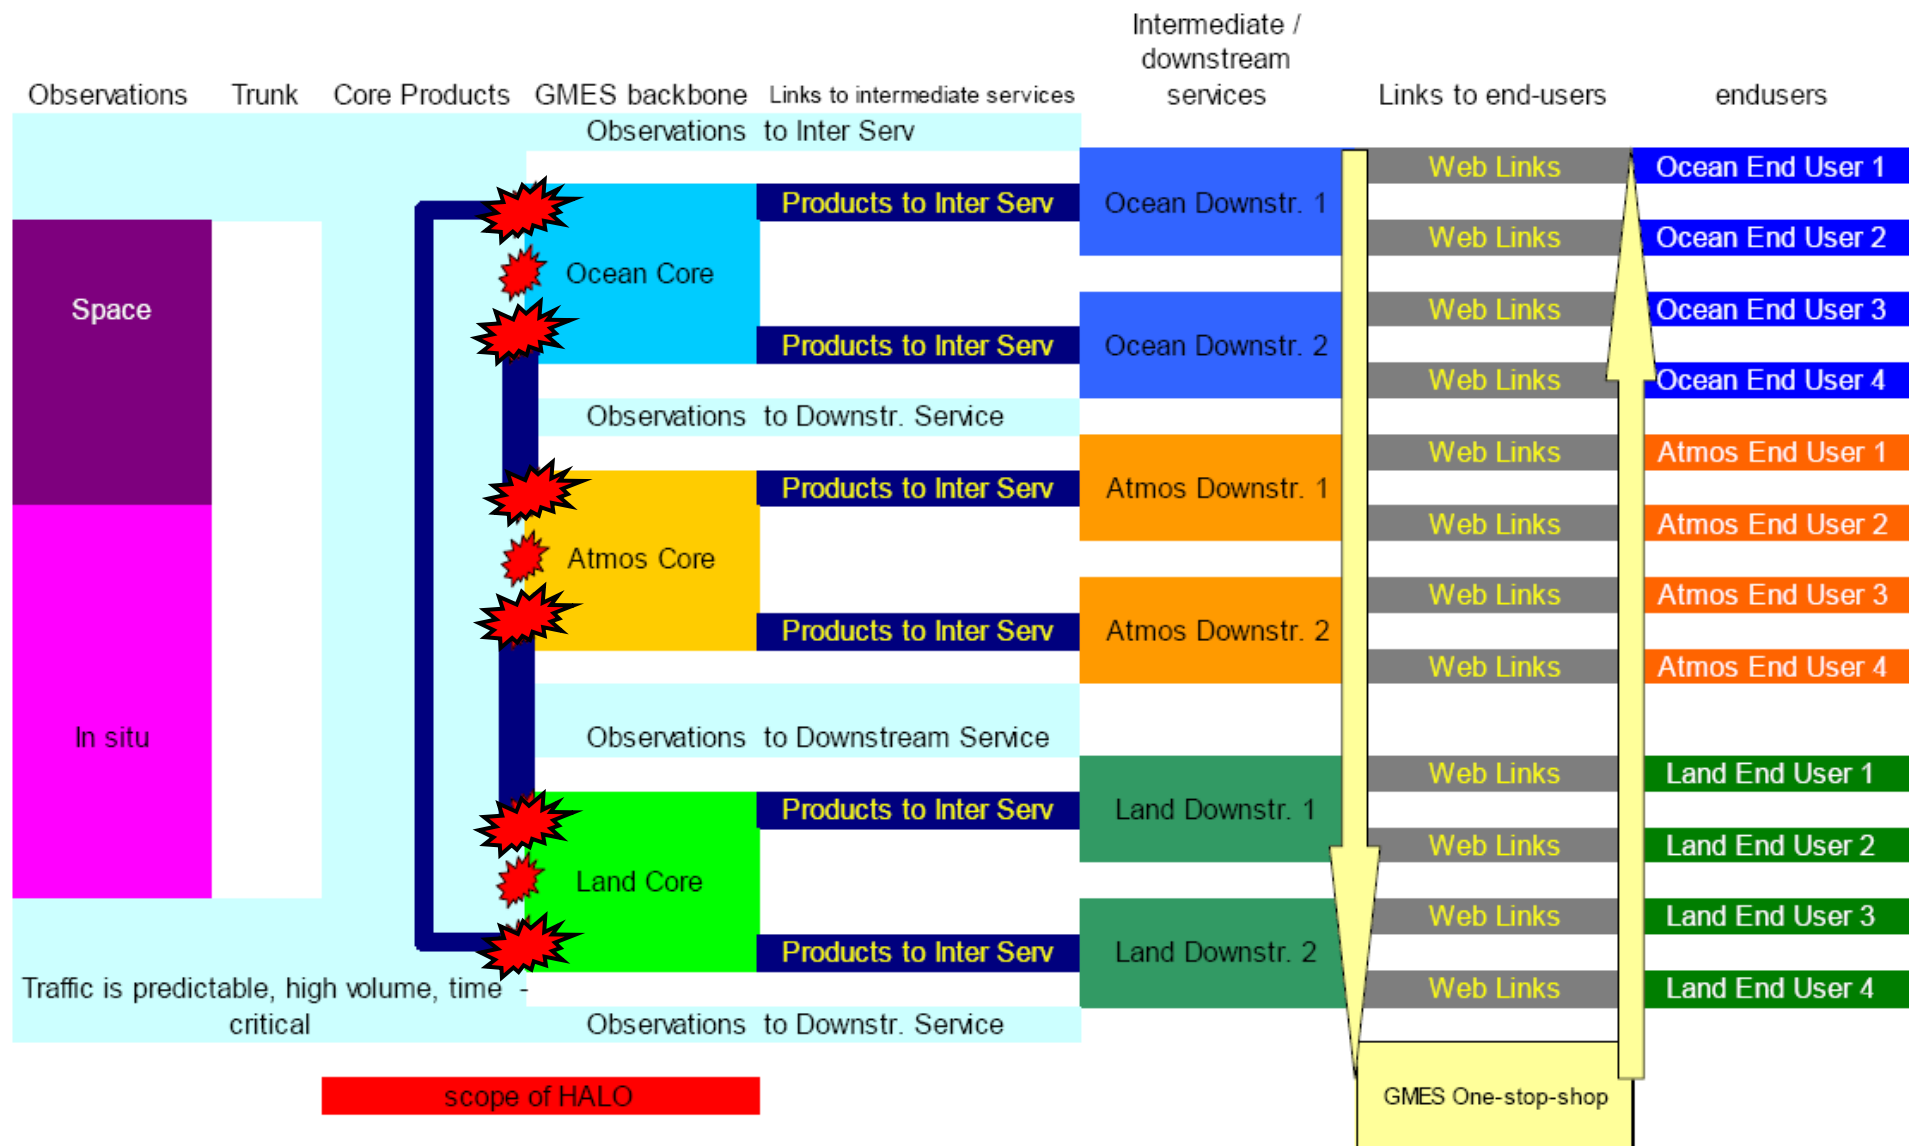 Intermediate /
downstream
services
Observations
Trunk
Core Products
GMES backbone
Links to intermediate services
Links to end-users
endusers
Observations to Inter Serv
Web Links
Ocean End User 1
Products to Inter Serv
Ocean Downstr. 1
Web Links
Ocean End User 2
Ocean Core
Space
Web Links
Ocean End User 3
Products to Inter Serv
Ocean Downstr. 2
Web Links
Ocean End User 4
Observations to Downstr. Service
Web Links
Atmos End User 1
Products to Inter Serv
Atmos Downstr. 1
Web Links
Atmos End User 2
Atmos Core
Web Links
Atmos End User 3
Products to Inter Serv
Atmos Downstr. 2
Web Links
Atmos End User 4
In situ
Observations to Downstream Service
Web Links
Land End User 1
Products to Inter Serv
Land Downstr. 1
Web Links
Land End User 2
Land Core
Web Links
Land End User 3
Products to Inter Serv
Land Downstr. 2
Web Links
Land End User 4
Traffic is predictable, high volume, time -
critical
Observations to Downstr. Service
scope of HALO
GMES One-stop-shop